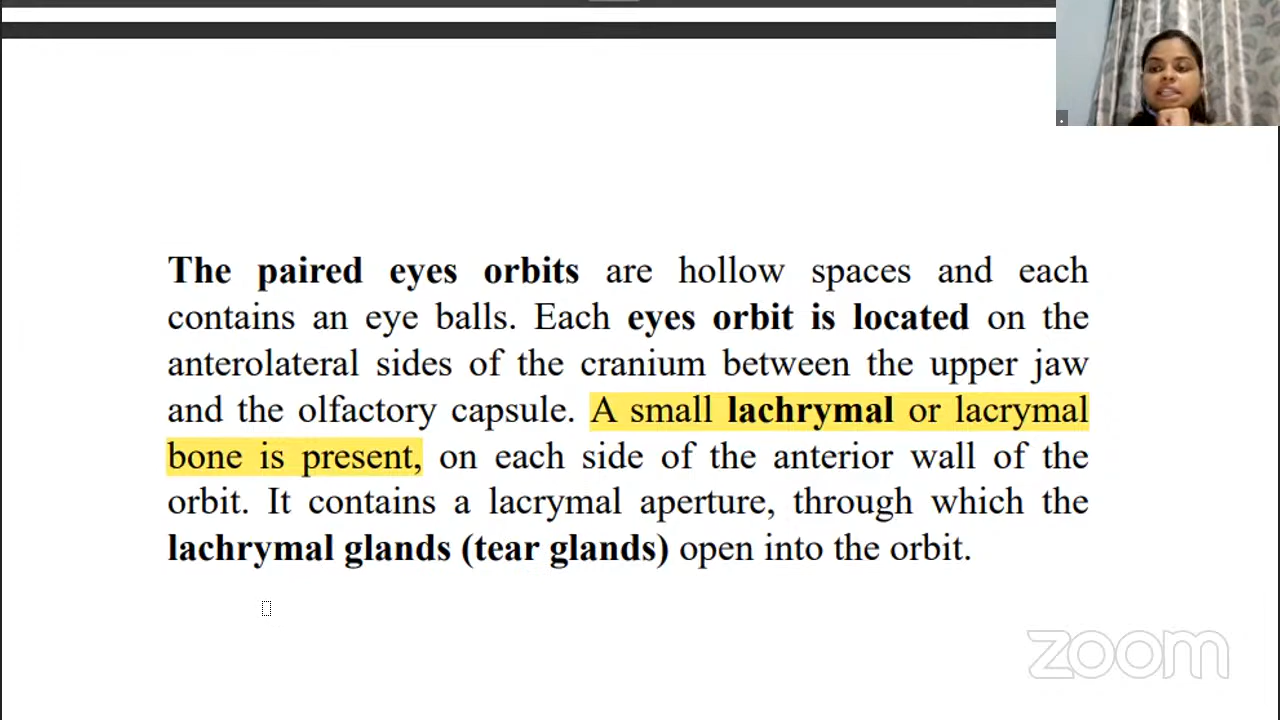 The paired eyes orbits are hollow spaces and each
contains an eye balls. Each eyes orbit is located on the
anterolateral sides of the cranium between the upper jaw
and the olfactory capsule. A small lachrymal or lacrymal
bone is present, on each side of the anterior wall of the
orbit. It contains a lacrymal aperture, through which the
lachrymal glands (tear glands) open into the orbit.
zoom